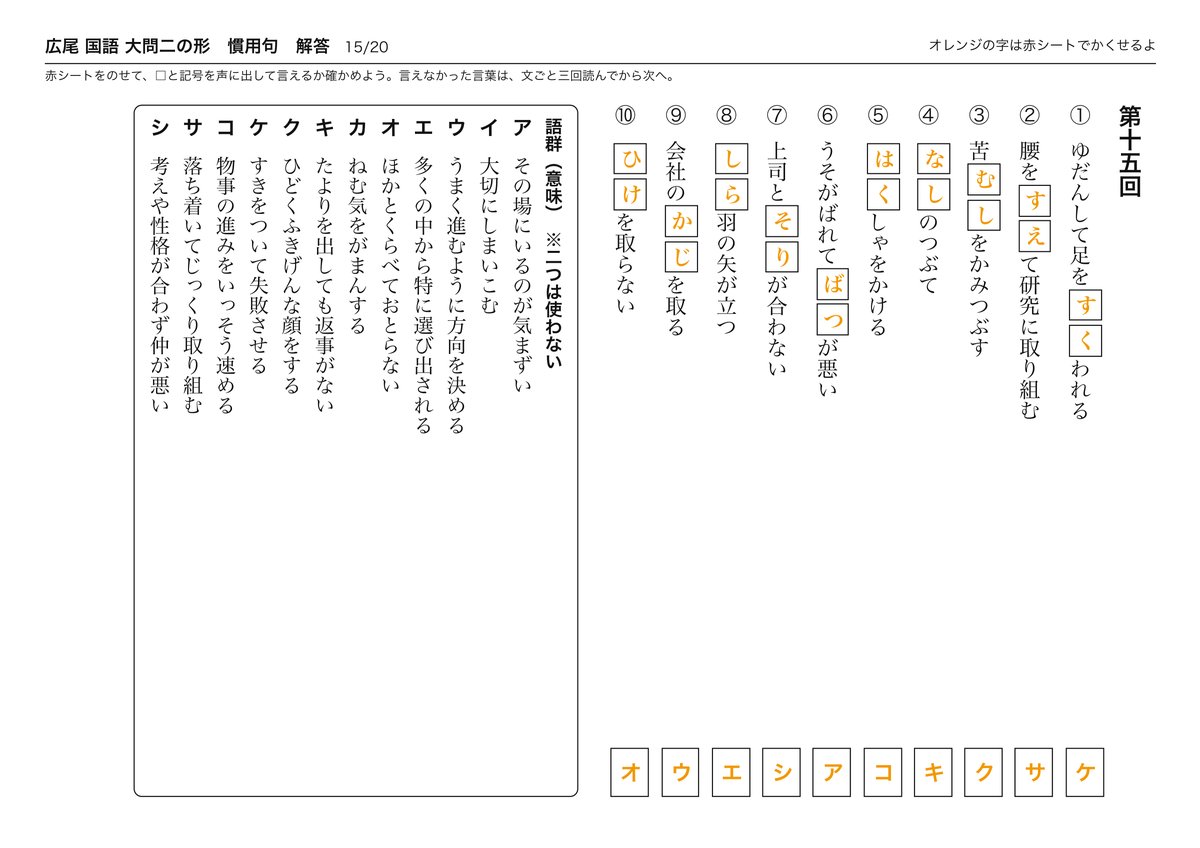 広尾 国語 大問二の形　慣用句　解答　15/20
オレンジの字は赤シートでかくせるよ
赤シートをのせて、□と記号を声に出して言えるか確かめよう。言えなかった言葉は、文ごと三回読んでから次へ。
第十五回
① ゆだんして足をすくわれる ケ
② 腰をすえて研究に取り組む サ
③ 苦むしをかみつぶす ク
④ なしのつぶて キ
⑤ はくしゃをかける コ
⑥ うそがばれてばつが悪い ア
⑦ 上司とそりが合わない シ
⑧ しら羽の矢が立つ エ
⑨ 会社のかじを取る ウ
⑩ ひけを取らない オ
語群（意味）　※二つは使わない
ア　その場にいるのが気まずい
イ　大切にしまいこむ
ウ　うまく進むように方向を決める
エ　多くの中から特に選び出される
オ　ほかとくらべておとらない
カ　ねむ気をがまんする
キ　たよりを出しても返事がない
ク　ひどくふきげんな顔をする
ケ　すきをついて失敗させる
コ　物事の進みをいっそう速める
サ　落ち着いてじっくり取り組む
シ　考えや性格が合わず仲が悪い